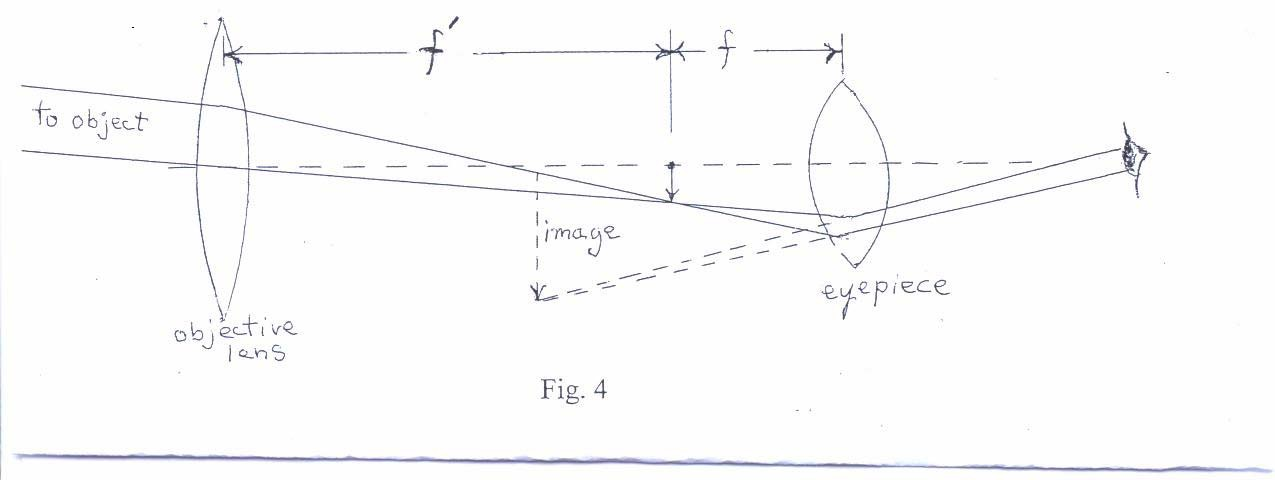 f′ f
to object
image
eyepiece
objective
lens
Fig. 4